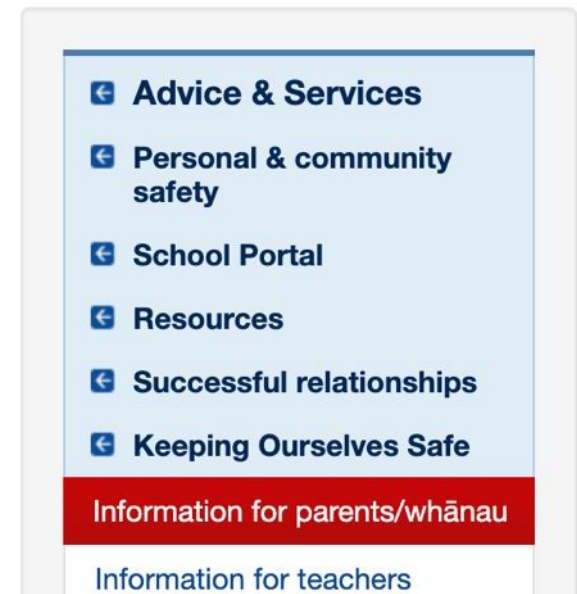 Advice & Services
Personal & community
safety
School Portal
Resources
Successful relationships
Keeping Ourselves Safe
Information for parents/whānau
Information for teachers